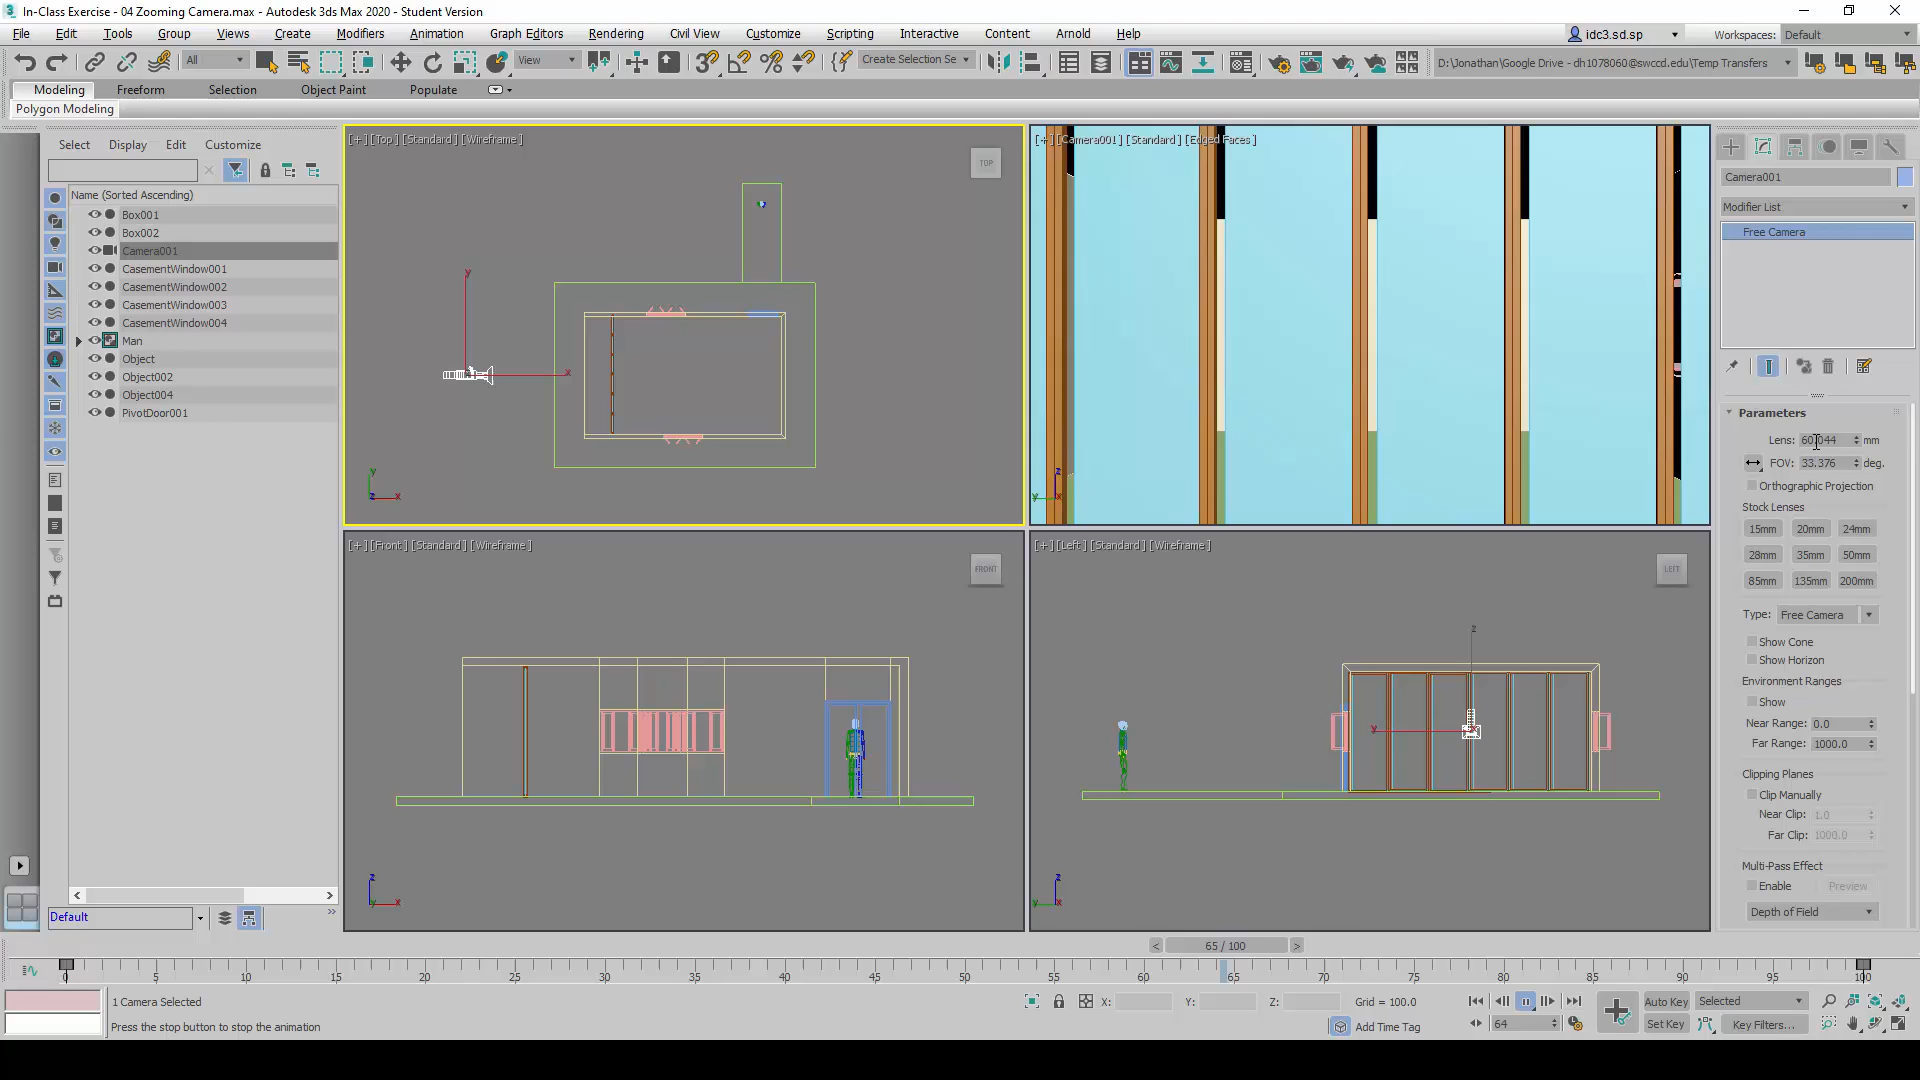 In-Class Exercise - 04 Zooming Camera.max - Autodesk 3ds Max 2020 - Student Version
File Edit Tools Group Views Create Modifiers Animation Graph Editors Rendering Civil View Customize Scripting Interactive Content Arnold Help
idc3.sd.sp Workspaces: Default
All View Create Selection Se D:\Jonathan\Google Drive - dh1078060@swccd.edu\Temp Transfers
Modeling Freeform Selection Object Paint Populate
Polygon Modeling
Select Display Edit Customize
Name (Sorted Ascending)
Box001
Box002
Camera001
CasementWindow001
CasementWindow002
CasementWindow003
CasementWindow004
Man
Object
Object002
Object004
PivotDoor001
Default
[+] [Top] [Standard] [Wireframe]
TOP
y
x
y
z x
[+] [Camera001] [Standard] [Edged Faces]
z
y x
[+] [Front] [Standard] [Wireframe]
FRONT
z
y x
[+] [Left] [Standard] [Wireframe]
LEFT
z
y
z
y x
Camera001
Modifier List
Free Camera
Parameters
Lens: 60.044 mm
FOV: 33.376 deg.
Orthographic Projection
Stock Lenses
15mm 20mm 24mm
28mm 35mm 50mm
85mm 135mm 200mm
Type: Free Camera
Show Cone
Show Horizon
Environment Ranges
Show
Near Range: 0.0
Far Range: 1000.0
Clipping Planes
Clip Manually
Near Clip: 1.0
Far Clip: 1000.0
Multi-Pass Effect
Enable Preview
Depth of Field
< 65 / 100 >
0 5 10 15 20 25 30 35 40 45 50 55 60 65 70 75 80 85 90 95 100
1 Camera Selected
Press the stop button to stop the animation
X: Y: Z: Grid = 100.0
Add Time Tag
64
Auto Key Selected
Set Key Key Filters...